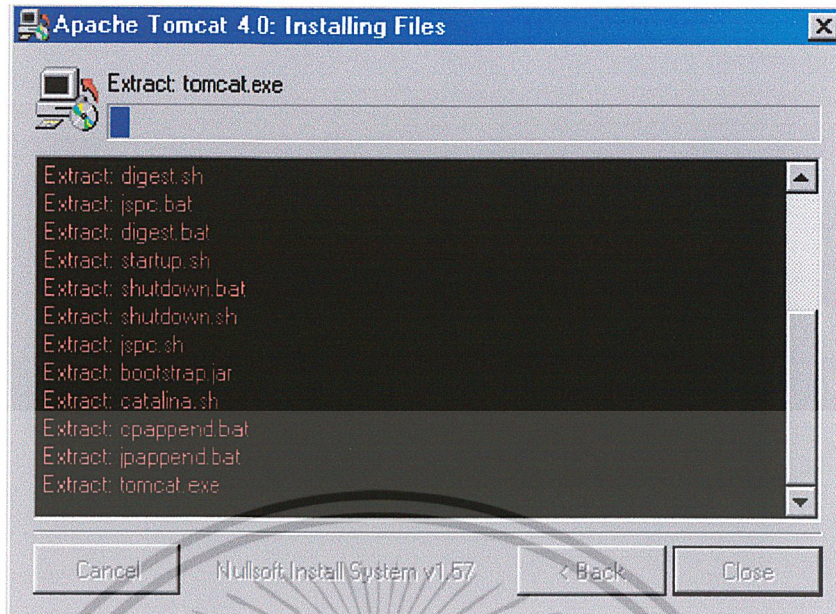 Apache Tomcat 4.0: Installing Files
Extract: tomcat.exe
Extract: digest.sh
Extract: jspc.bat
Extract: digest.bat
Extract: startup.sh
Extract: shutdown.bat
Extract: shutdown.sh
Extract: jspc.sh
Extract: bootstrap.jar
Extract: catalina.sh
Extract: cpappend.bat
Extract: jpappend.bat
Extract: tomcat.exe
Cancel
Nullsoft Install System v1.57
< Back
Close